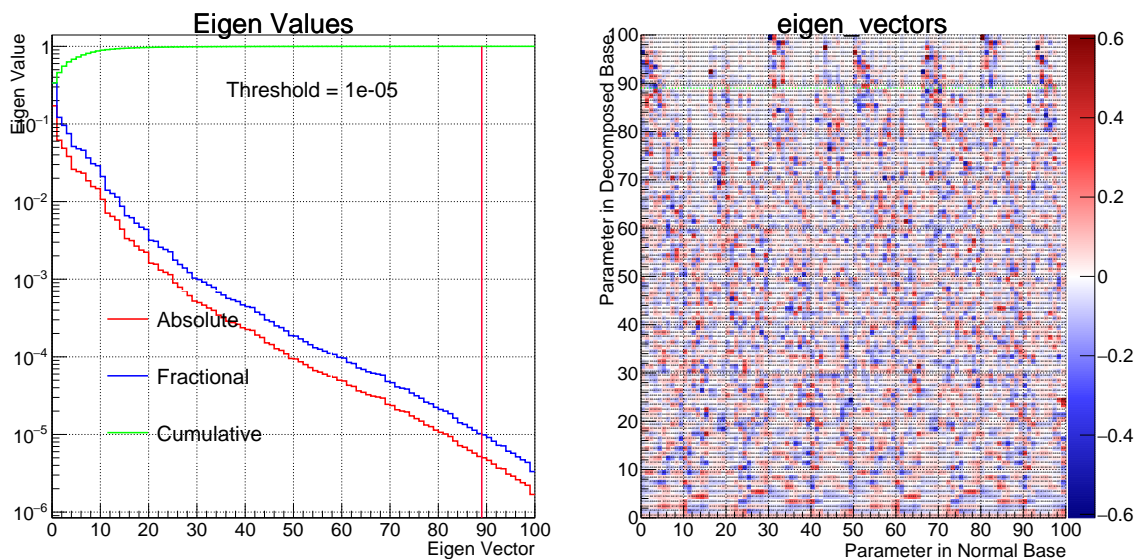 Eigen Values
Eigen Value
1
10−1
10−2
10−3
10−4
10−5
10−6
Threshold = 1e-05
Absolute
Fractional
Cumulative
0 10 20 30 40 50 60 70 80 90 100
Eigen Vector
eigen_vectors
Parameter in Decomposed Base
100
90
80
70
60
50
40
30
20
10
0
0 10 20 30 40 50 60 70 80 90 100
Parameter in Normal Base
0.6
0.4
0.2
0
−0.2
−0.4
−0.6